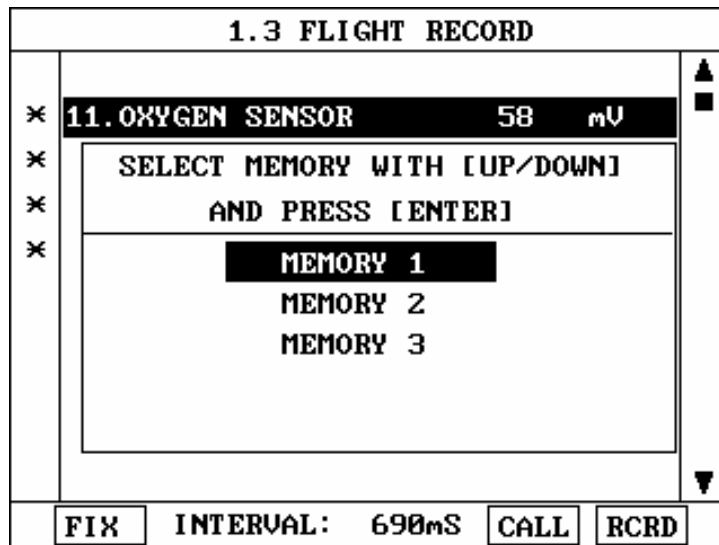 1.3 FLIGHT RECORD
* 11.OXYGEN SENSOR 58 mV
* SELECT MEMORY WITH [UP/DOWN]
* AND PRESS [ENTER]
* MEMORY 1
MEMORY 2
MEMORY 3
FIX INTERVAL: 690mS CALL RCRD